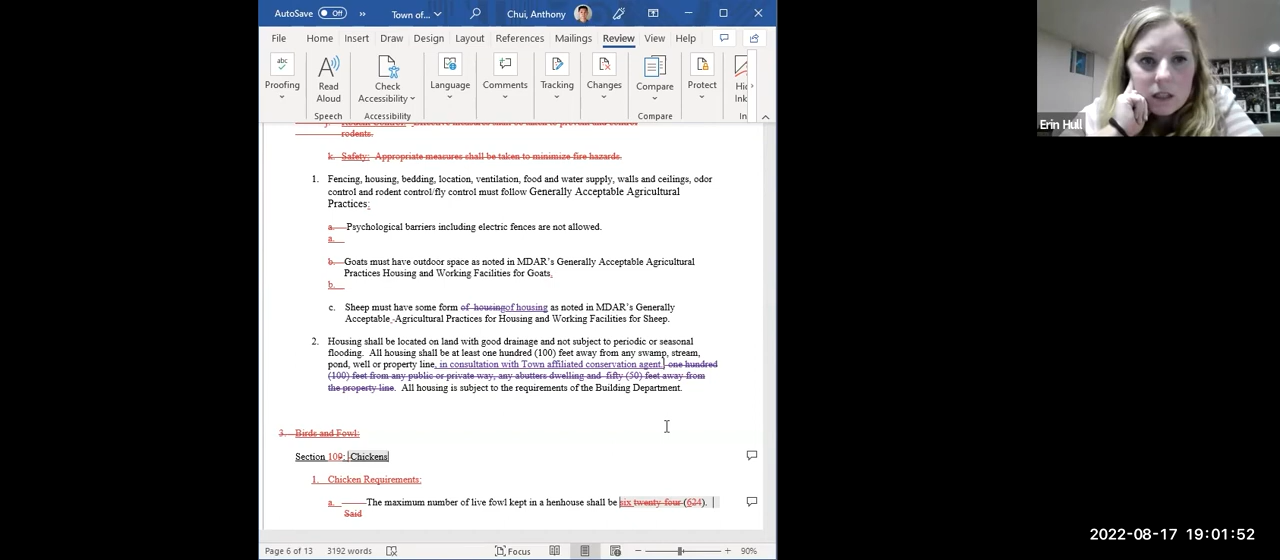 AutoSave Off Town of... Chui, Anthony
File Home Insert Draw Design Layout References Mailings Review View Help
Proofing Read Aloud Check Accessibility Language Comments Tracking Changes Compare Protect
Speech Accessibility Compare
rodents.
k. Safety: Appropriate measures shall be taken to minimize fire hazards.
1. Fencing, housing, bedding, location, ventilation, food and water supply, walls and ceilings, odor
control and rodent control/fly control must follow Generally Acceptable Agricultural
Practices:
a. Psychological barriers including electric fences are not allowed.
a.
b. Goats must have outdoor space as noted in MDAR's Generally Acceptable Agricultural
Practices Housing and Working Facilities for Goats.
b.
c. Sheep must have some form of housingof housing as noted in MDAR's Generally
Acceptable Agricultural Practices for Housing and Working Facilities for Sheep.
2. Housing shall be located on land with good drainage and not subject to periodic or seasonal
flooding. All housing shall be at least one hundred (100) feet away from any swamp, stream,
pond, well or property line, in consultation with Town affiliated conservation agent, one hundred
(100) feet from any public or private way, any abutters dwelling and fifty (50) feet away from
the property line. All housing is subject to the requirements of the Building Department.
3. Birds and Fowl:
Section 109: Chickens
1. Chicken Requirements:
a. The maximum number of live fowl kept in a henhouse shall be six twenty-four (624).
Said
Page 6 of 13 3192 words Focus 90%
Erin Hull
2022-08-17 19:01:52